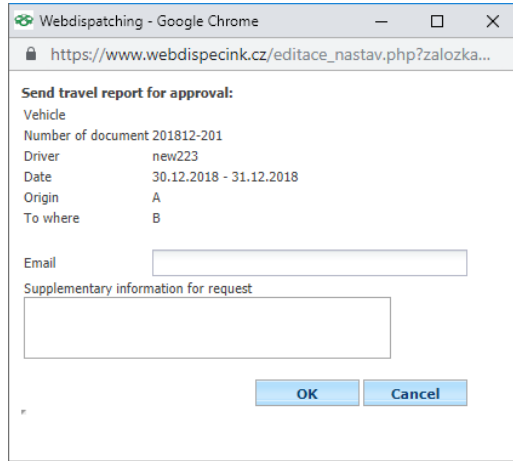 Webdispatching - Google Chrome
https://www.webdispecink.cz/editace_nastav.php?zalozka...
Send travel report for approval:
Vehicle
Number of document 201812-201
Driver new223
Date 30.12.2018 - 31.12.2018
Origin A
To where B
Email
Supplementary information for request
OK Cancel